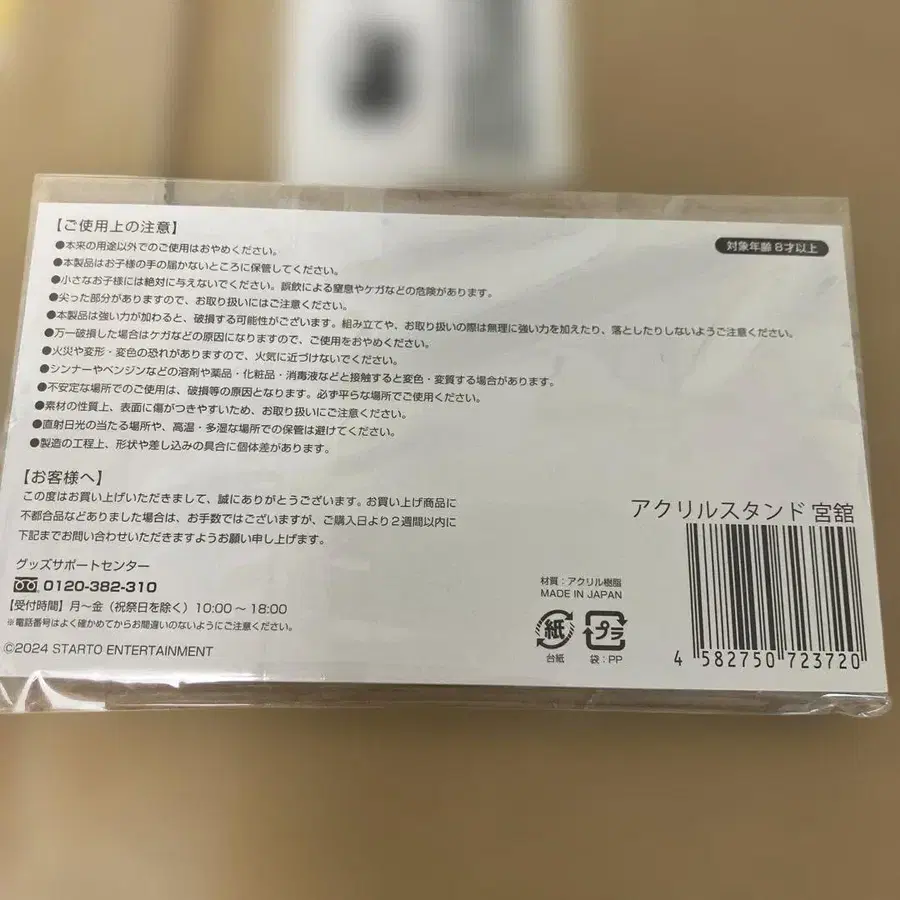 【ご使用上の注意】
対象年齢 8才以上
●本来の用途以外でのご使用はおやめください。
●本製品はお子様の手の届かないところに保管してください。
●小さなお子様には絶対に与えないでください。誤飲による窒息やケガなどの危険があります。
●尖った部分がありますので、お取り扱いにはご注意ください。
●本製品は強い力が加わると、破損する可能性がございます。組み立てや、お取り扱いの際は無理に強い力を加えたり、落としたりしないようご注意ください。
●万一破損した場合はケガなどの原因になりますので、ご使用をおやめください。
●火災や変形・変色の恐れがありますので、火気に近づけないでください。
●シンナーやベンジンなどの溶剤や薬品・化粧品・消毒液などと接触すると変色・変質する場合があります。
●不安定な場所でのご使用は、破損等の原因となります。必ず平らな場所でご使用ください。
●素材の性質上、表面に傷がつきやすいため、お取り扱いにご注意ください。
●直射日光の当たる場所や、高温・多湿な場所での保管は避けてください。
●製造の工程上、形状や差し込みの具合に個体差があります。
【お客様へ】
この度はお買い上げいただきまして、誠にありがとうございます。お買い上げ商品に
不都合品などありました場合は、お手数ではございますが、ご購入日より2週間以内に
下記までお問い合わせいただきますようお願い申し上げます。
グッズサポートセンター
0120-382-310
【受付時間】月〜金（祝祭日を除く）10:00〜18:00
※電話番号はよく確かめてからお間違いのないようにご注意ください。
©2024 STARTO ENTERTAINMENT
アクリルスタンド 宮舘
材質：アクリル樹脂
MADE IN JAPAN
紙
プラ
台紙
袋：PP
4 582750 723720